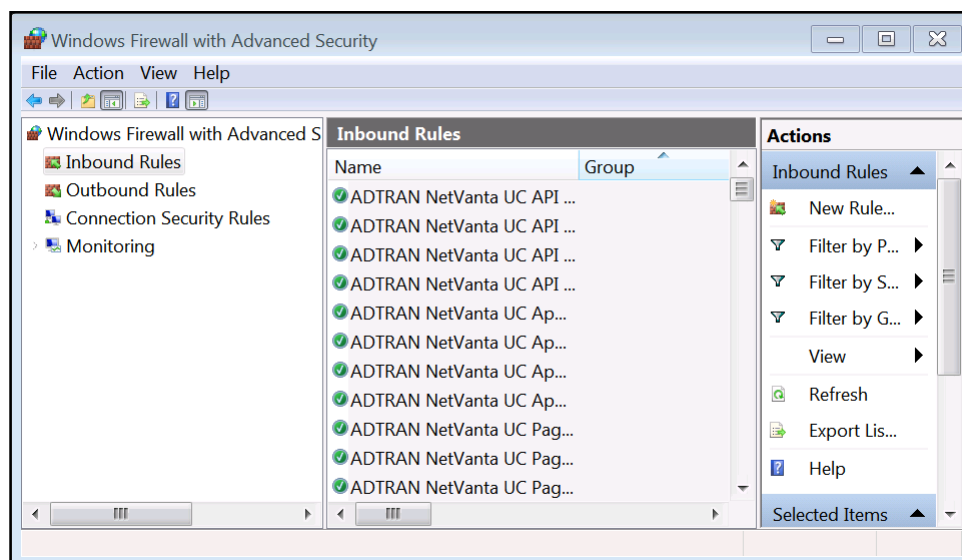 Windows Firewall with Advanced Security
File Action View Help
Windows Firewall with Advanced S
Inbound Rules
Outbound Rules
Connection Security Rules
Monitoring
Inbound Rules
Name Group
ADTRAN NetVanta UC API ...
ADTRAN NetVanta UC API ...
ADTRAN NetVanta UC API ...
ADTRAN NetVanta UC API ...
ADTRAN NetVanta UC Ap...
ADTRAN NetVanta UC Ap...
ADTRAN NetVanta UC Ap...
ADTRAN NetVanta UC Ap...
ADTRAN NetVanta UC Pag...
ADTRAN NetVanta UC Pag...
ADTRAN NetVanta UC Pag...
Actions
Inbound Rules
New Rule...
Filter by P...
Filter by S...
Filter by G...
View
Refresh
Export Lis...
Help
Selected Items